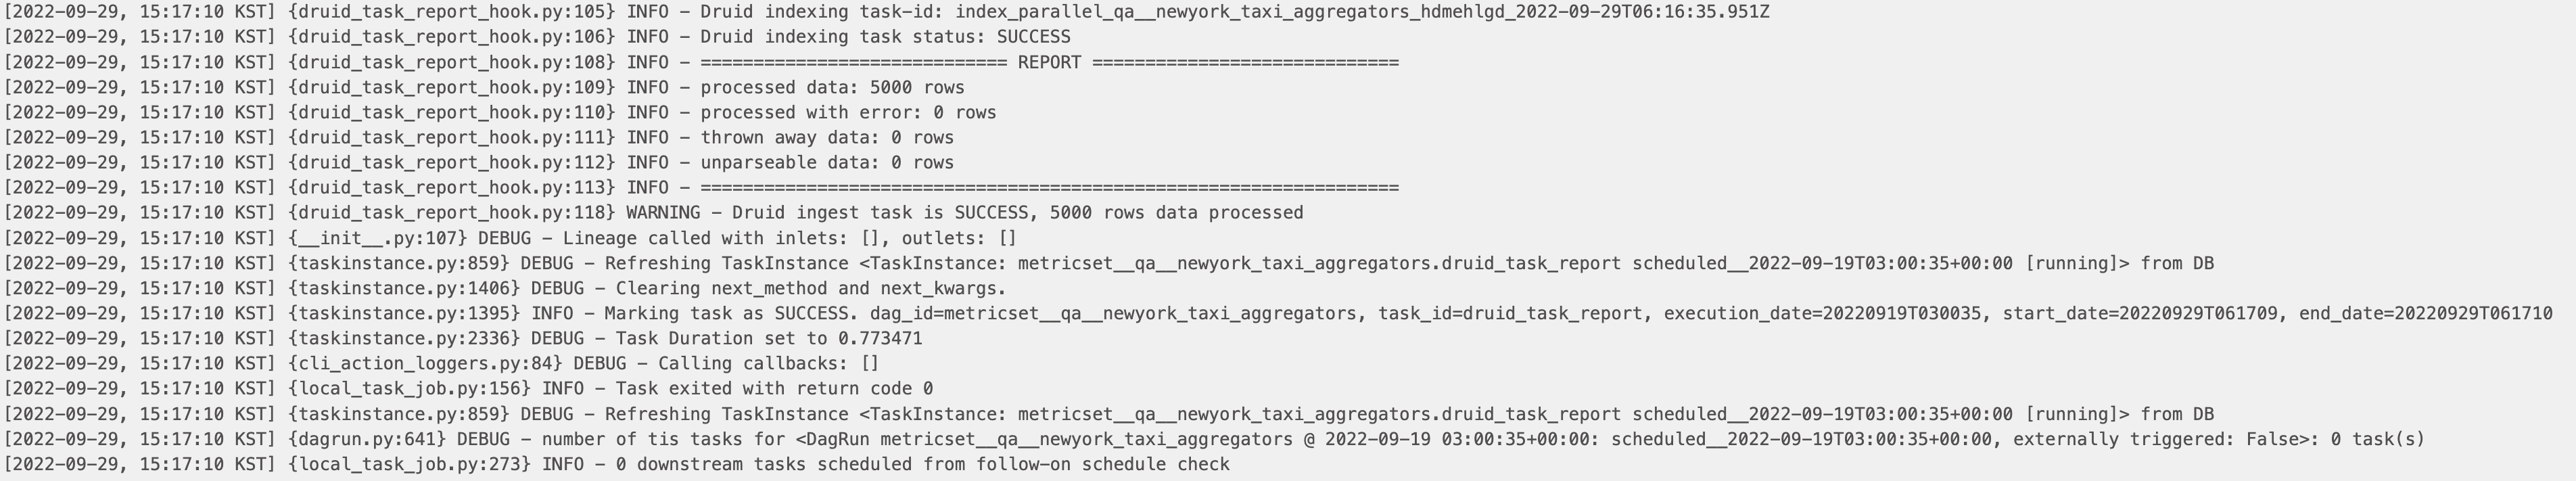 [2022-09-29, 15:17:10 KST] {druid_task_report_hook.py:105} INFO - Druid indexing task-id: index_parallel_qa__newyork_taxi_aggregators_hdmehlgd_2022-09-29T06:16:35.951Z
[2022-09-29, 15:17:10 KST] {druid_task_report_hook.py:106} INFO - Druid indexing task status: SUCCESS
[2022-09-29, 15:17:10 KST] {druid_task_report_hook.py:108} INFO - ============================= REPORT =============================
[2022-09-29, 15:17:10 KST] {druid_task_report_hook.py:109} INFO - processed data: 5000 rows
[2022-09-29, 15:17:10 KST] {druid_task_report_hook.py:110} INFO - processed with error: 0 rows
[2022-09-29, 15:17:10 KST] {druid_task_report_hook.py:111} INFO - thrown away data: 0 rows
[2022-09-29, 15:17:10 KST] {druid_task_report_hook.py:112} INFO - unparseable data: 0 rows
[2022-09-29, 15:17:10 KST] {druid_task_report_hook.py:113} INFO - ==================================================================
[2022-09-29, 15:17:10 KST] {druid_task_report_hook.py:118} WARNING - Druid ingest task is SUCCESS, 5000 rows data processed
[2022-09-29, 15:17:10 KST] {__init__.py:107} DEBUG - Lineage called with inlets: [], outlets: []
[2022-09-29, 15:17:10 KST] {taskinstance.py:859} DEBUG - Refreshing TaskInstance <TaskInstance: metricset__qa__newyork_taxi_aggregators.druid_task_report scheduled__2022-09-19T03:00:35+00:00 [running]> from DB
[2022-09-29, 15:17:10 KST] {taskinstance.py:1406} DEBUG - Clearing next_method and next_kwargs.
[2022-09-29, 15:17:10 KST] {taskinstance.py:1395} INFO - Marking task as SUCCESS. dag_id=metricset__qa__newyork_taxi_aggregators, task_id=druid_task_report, execution_date=20220919T030035, start_date=20220929T061709, end_date=20220929T061710
[2022-09-29, 15:17:10 KST] {taskinstance.py:2336} DEBUG - Task Duration set to 0.773471
[2022-09-29, 15:17:10 KST] {cli_action_loggers.py:84} DEBUG - Calling callbacks: []
[2022-09-29, 15:17:10 KST] {local_task_job.py:156} INFO - Task exited with return code 0
[2022-09-29, 15:17:10 KST] {taskinstance.py:859} DEBUG - Refreshing TaskInstance <TaskInstance: metricset__qa__newyork_taxi_aggregators.druid_task_report scheduled__2022-09-19T03:00:35+00:00 [running]> from DB
[2022-09-29, 15:17:10 KST] {dagrun.py:641} DEBUG - number of tis tasks for <DagRun metricset__qa__newyork_taxi_aggregators @ 2022-09-19 03:00:35+00:00: scheduled__2022-09-19T03:00:35+00:00, externally triggered: False>: 0 task(s)
[2022-09-29, 15:17:10 KST] {local_task_job.py:273} INFO - 0 downstream tasks scheduled from follow-on schedule check